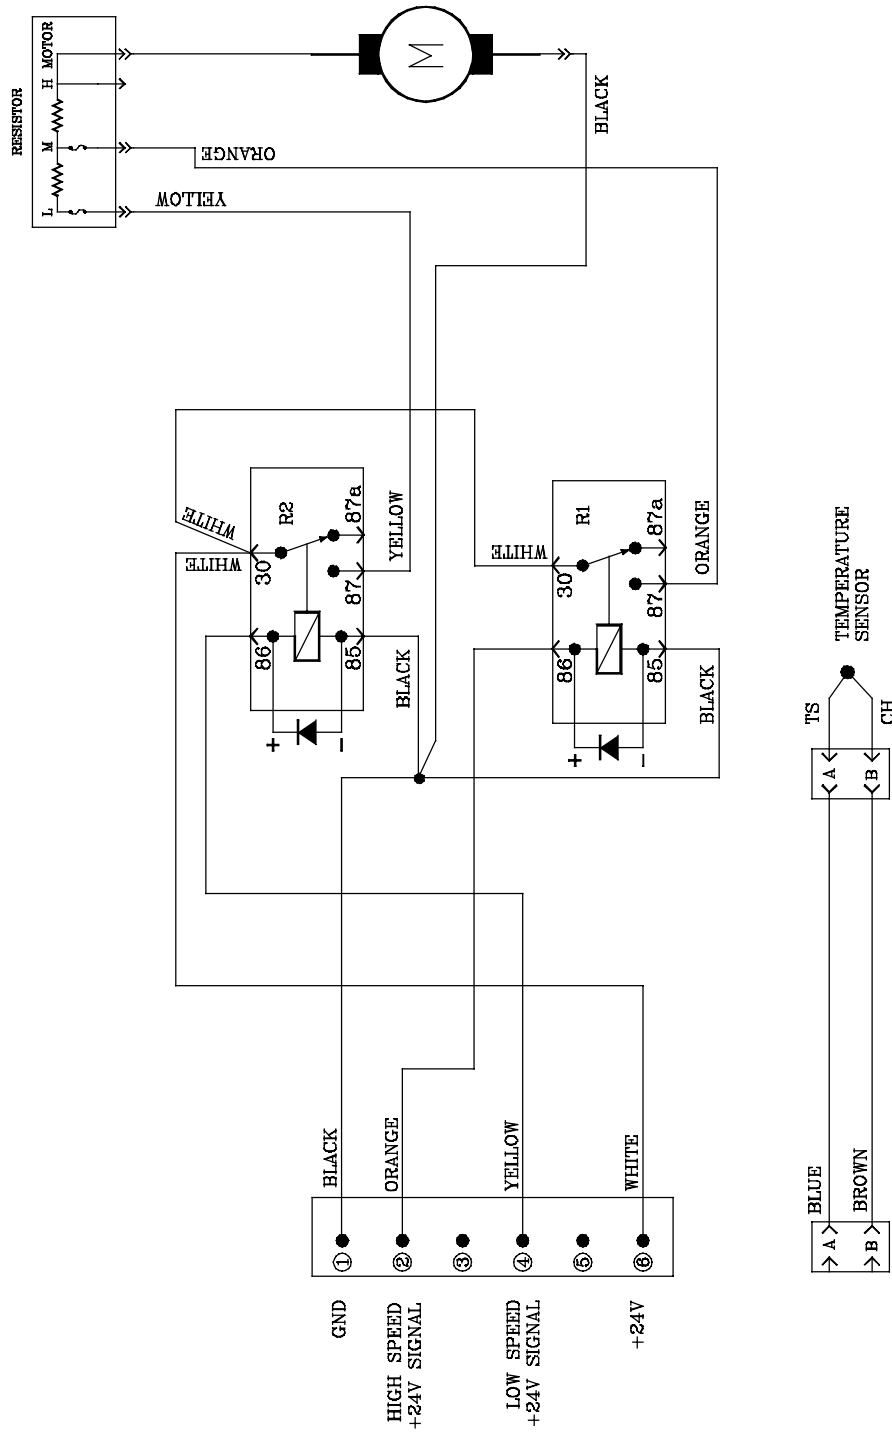 RESISTOR
MOTOR
H
M
L
M
BLACK
ORANGE
YELLOW
WHITE
WHITE
R2
30
87a
87
86
85
+
-
YELLOW
BLACK
WHITE
R1
30
87a
87
86
85
+
-
ORANGE
BLACK
TEMPERATURE
SENSOR
TS
CH
A
B
BLACK
ORANGE
YELLOW
WHITE
BLUE
BROWN
1
2
3
4
5
6
A
B
GND
HIGH SPEED
+24V SIGNAL
LOW SPEED
+24V SIGNAL
+24V